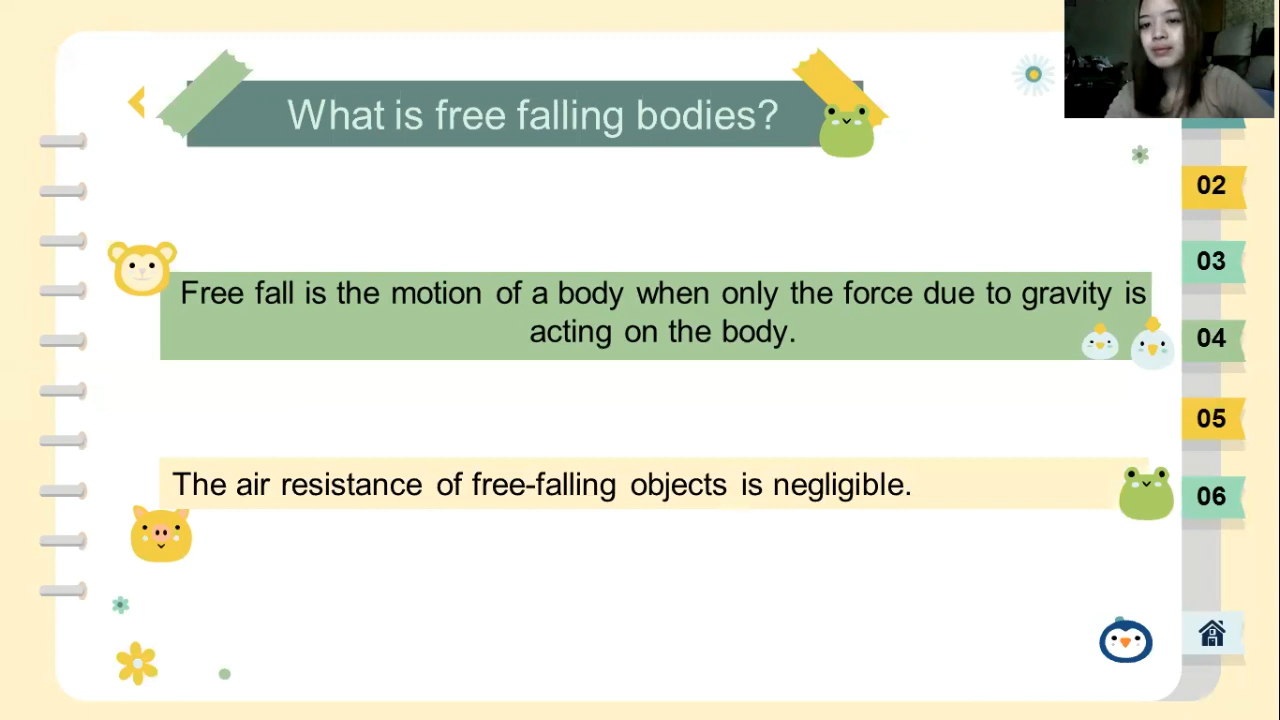 What is free falling bodies?
Free fall is the motion of a body when only the force due to gravity is
acting on the body.
The air resistance of free-falling objects is negligible.
02
03
04
05
06